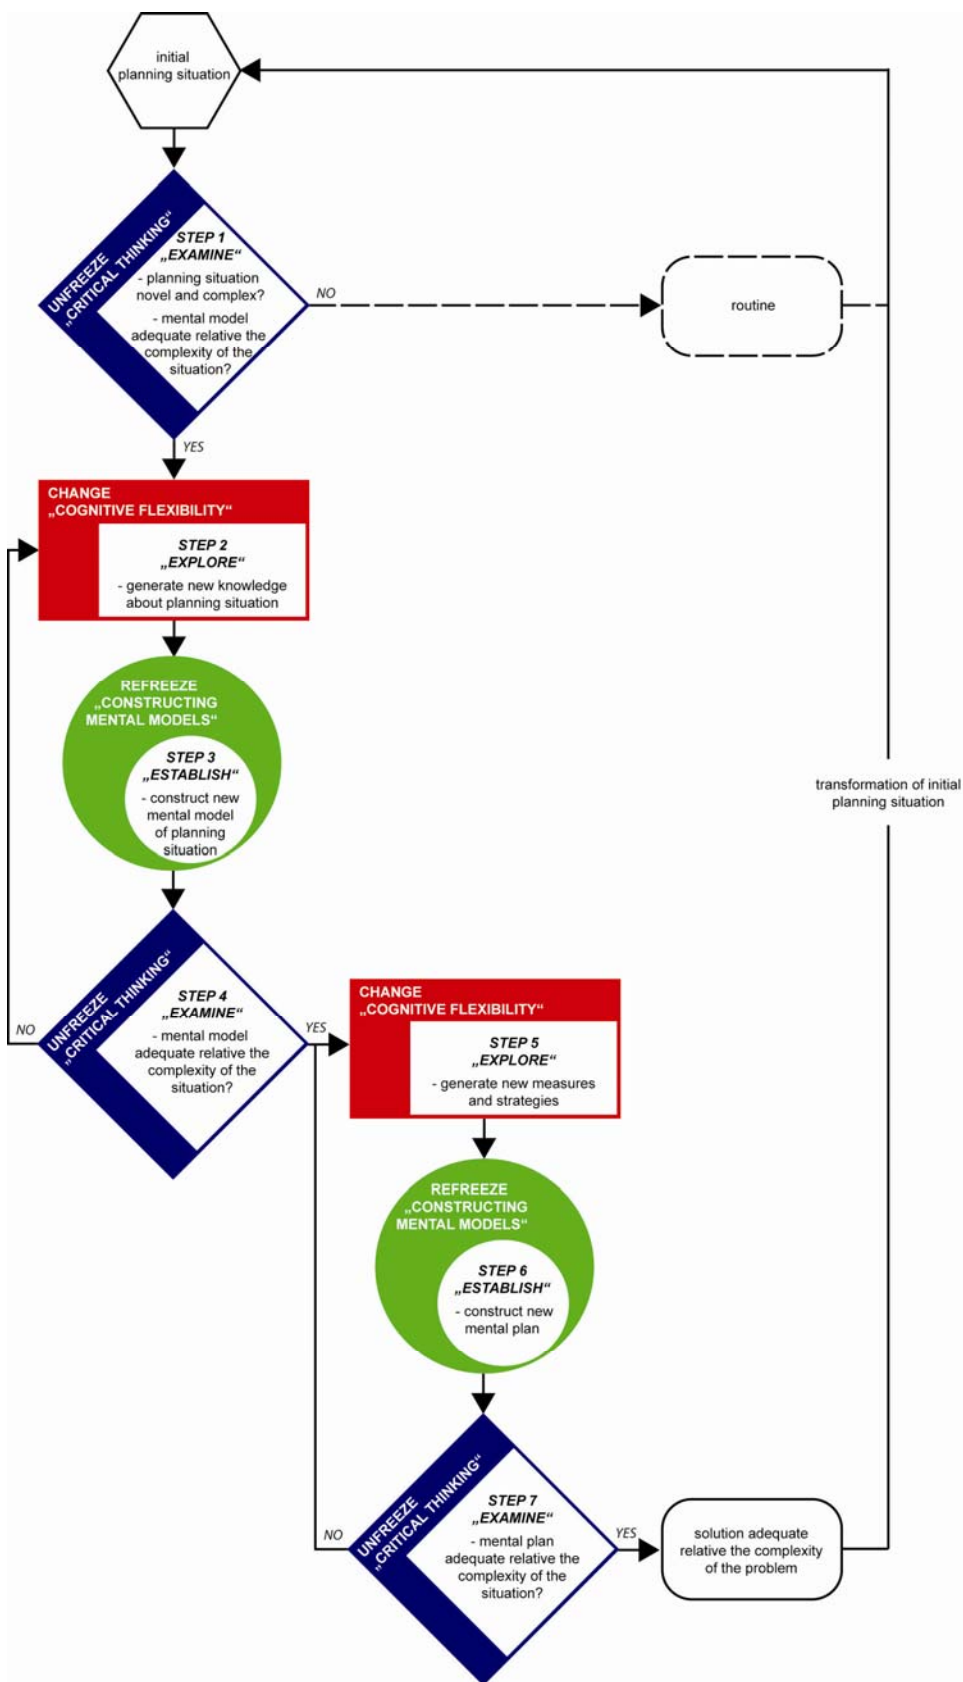 initial
planning situation
UNFREEZE
„CRITICAL THINKING“
STEP 1
„EXAMINE“
- planning situation
novel and complex?
- mental model
adequate relative the
complexity of the
situation?
NO
routine
YES
CHANGE
„COGNITIVE FLEXIBILITY“
STEP 2
„EXPLORE“
- generate new knowledge
about planning situation
REFREEZE
„CONSTRUCTING
MENTAL MODELS“
STEP 3
„ESTABLISH“
- construct new
mental model
of planning
situation
transformation of initial
planning situation
UNFREEZE
„CRITICAL THINKING“
STEP 4
„EXAMINE“
- mental model
adequate relative the
complexity of the
situation?
NO
YES
CHANGE
„COGNITIVE FLEXIBILITY“
STEP 5
„EXPLORE“
- generate new measures
and strategies
REFREEZE
„CONSTRUCTING
MENTAL MODELS“
STEP 6
„ESTABLISH“
- construct new
mental plan
UNFREEZE
„CRITICAL THINKING“
STEP 7
„EXAMINE“
- mental plan
adequate relative the
complexity of the
situation?
NO
YES
solution adequate
relative the complexity
of the problem